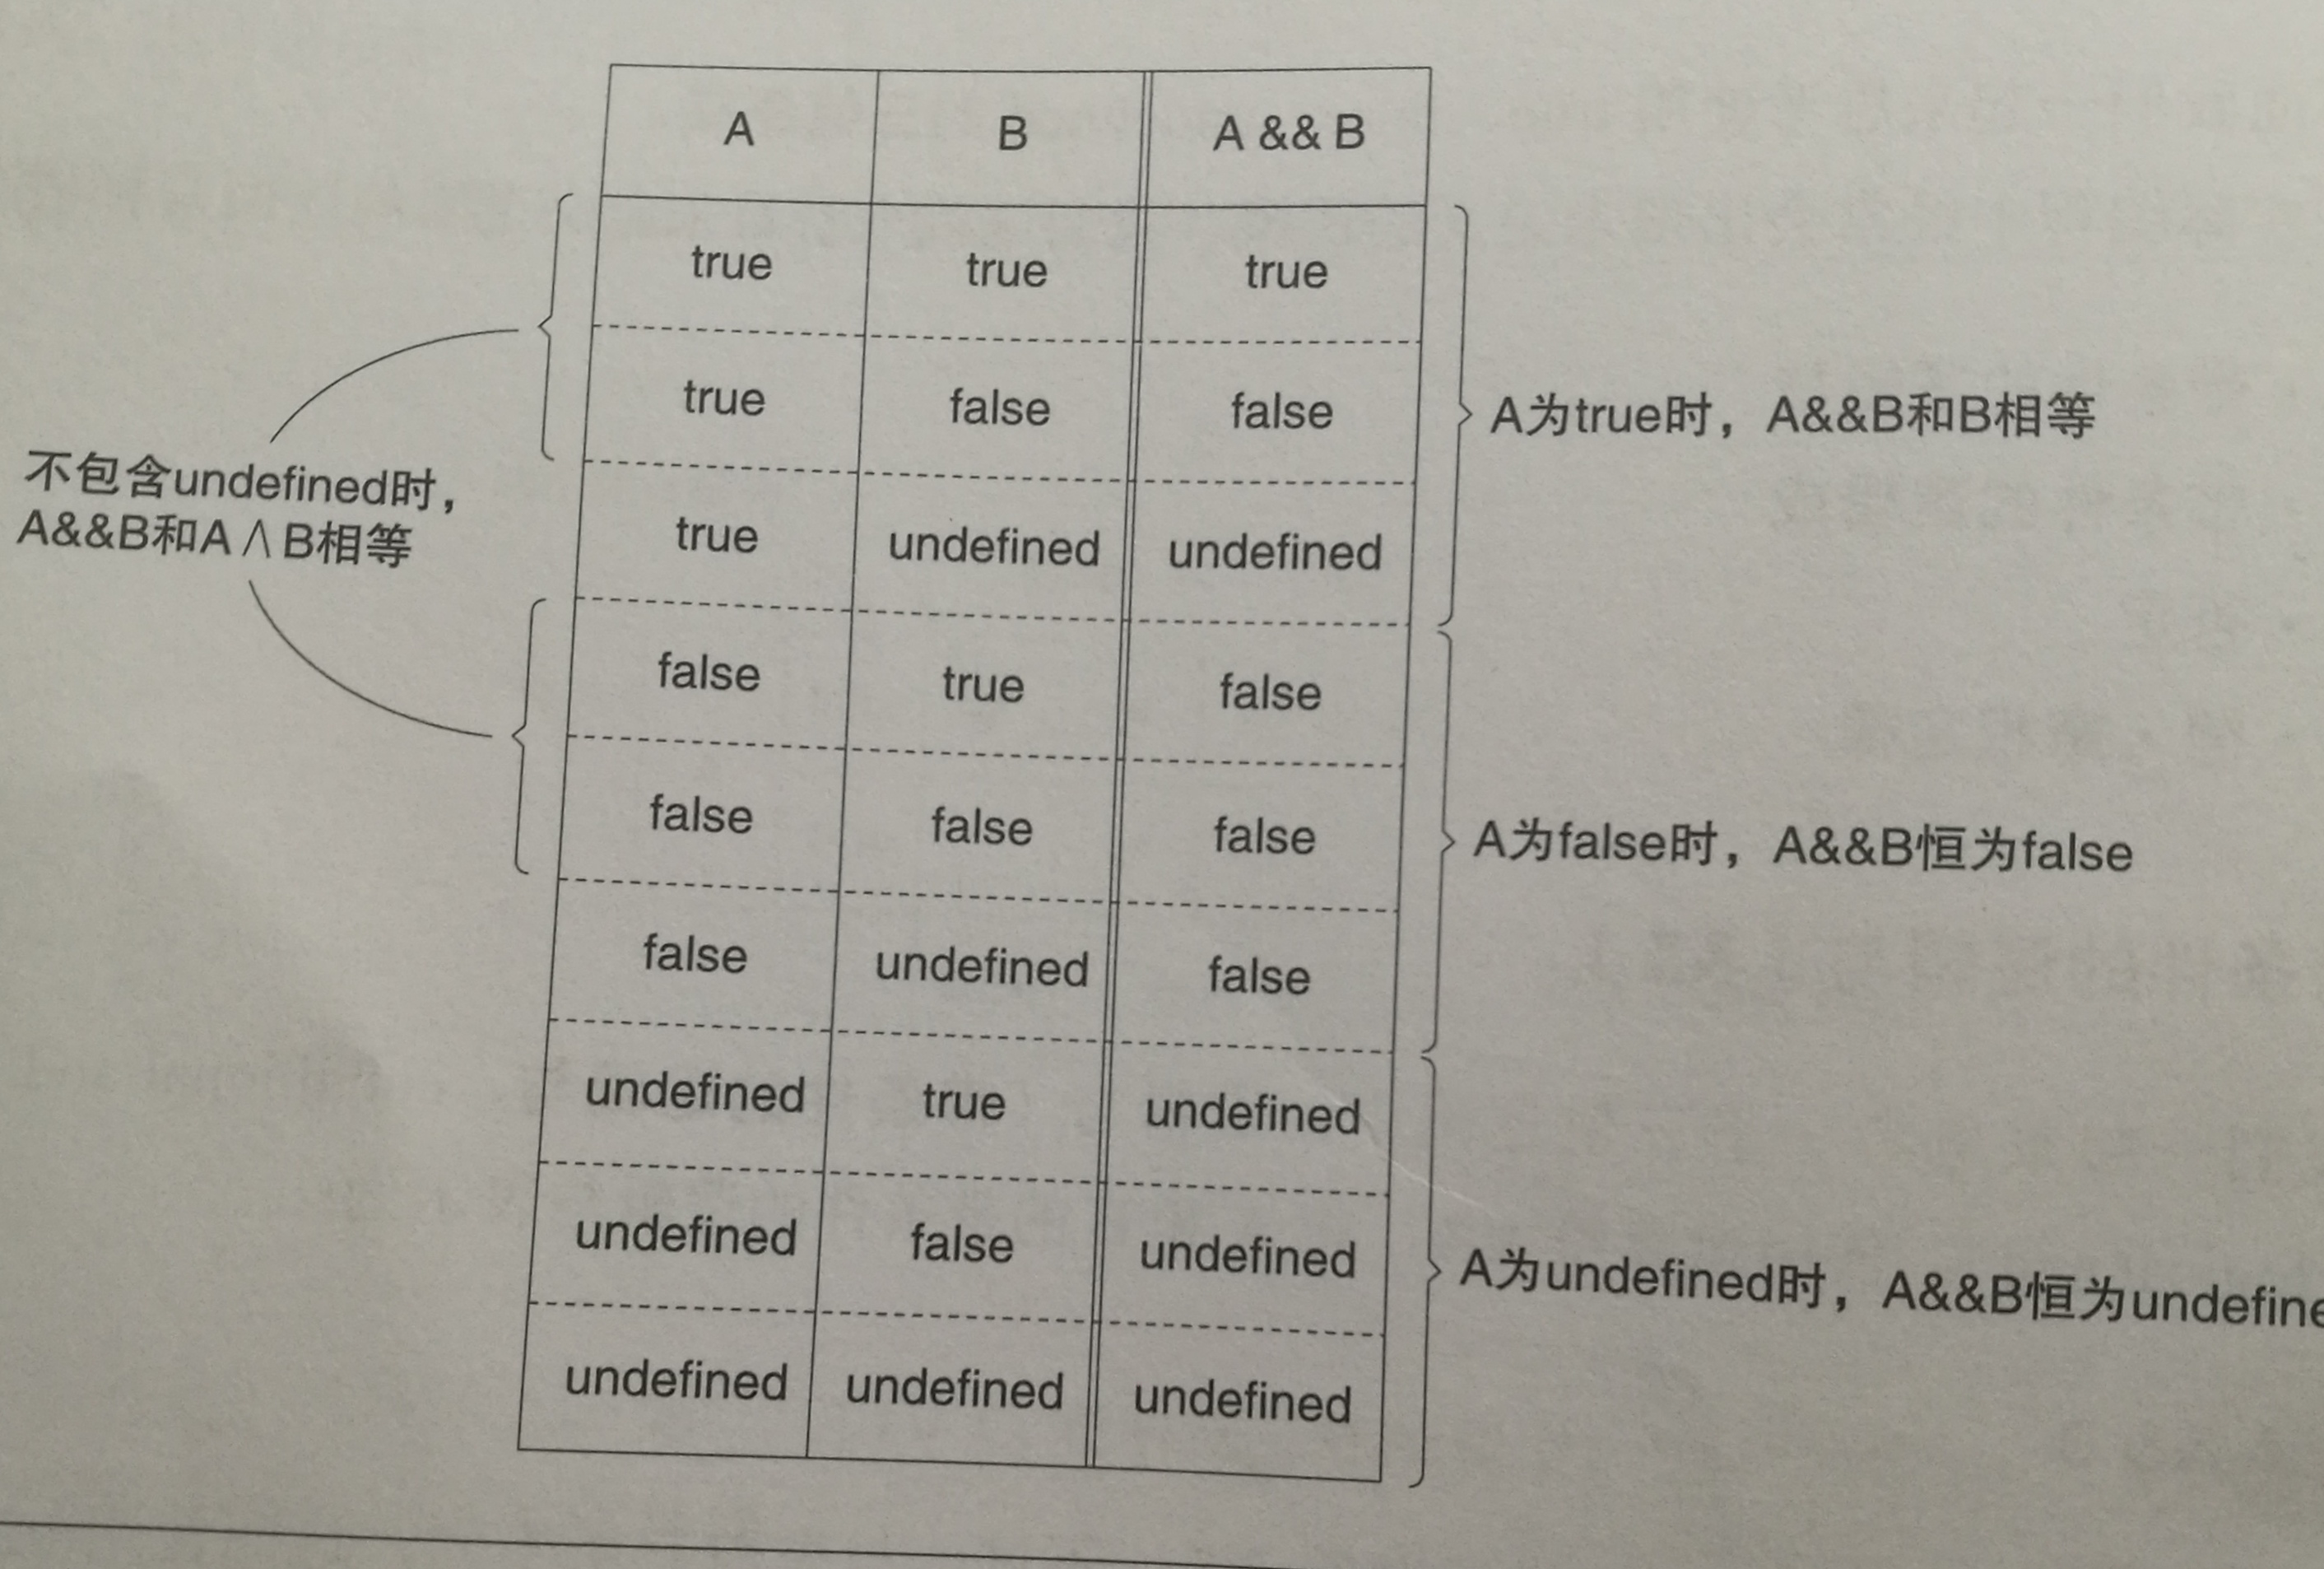 A B A && B
true true true
true false false
A为true时，A&&B和B相等
不包含undefined时，
A&&B和A∧B相等
true undefined undefined
false true false
false false false
A为false时，A&&B恒为false
false undefined false
undefined true undefined
undefined false undefined
A为undefined时，A&&B恒为undefine
undefined undefined undefined